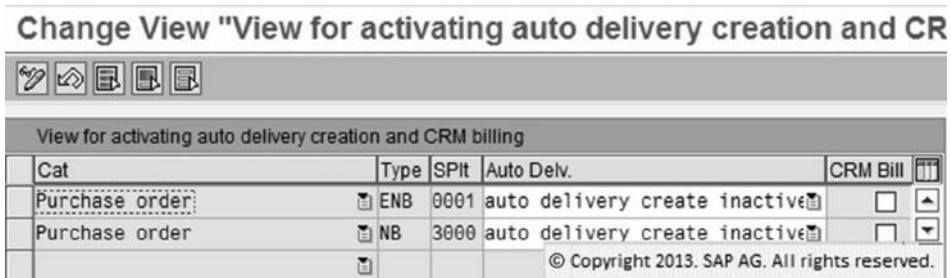 Change View "View for activating auto delivery creation and CR
View for activating auto delivery creation and CRM billing
Cat Type SPlt Auto Delv. CRM Bill
Purchase order ENB 0001 auto delivery create inactive
Purchase order NB 3000 auto delivery create inactive
© Copyright 2013. SAP AG. All rights reserved.